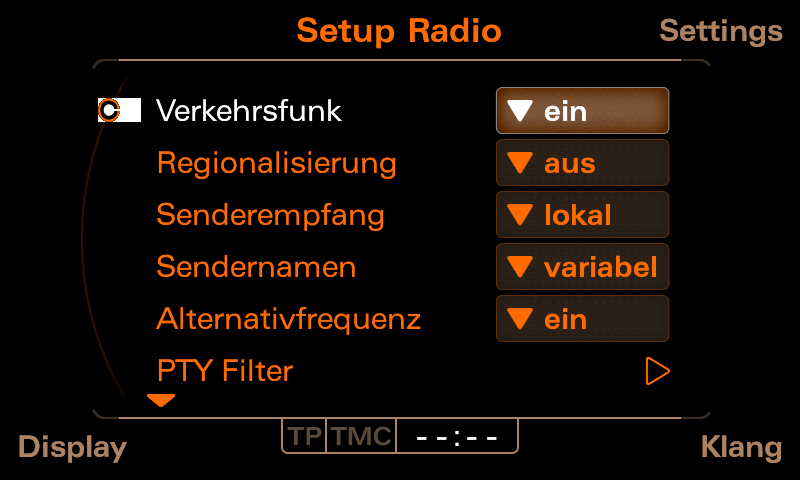 Setup Radio
Settings
Verkehrsfunk ein
Regionalisierung aus
Senderempfang lokal
Sendernamen variabel
Alternativfrequenz ein
PTY Filter
Display TP TMC --:-- Klang